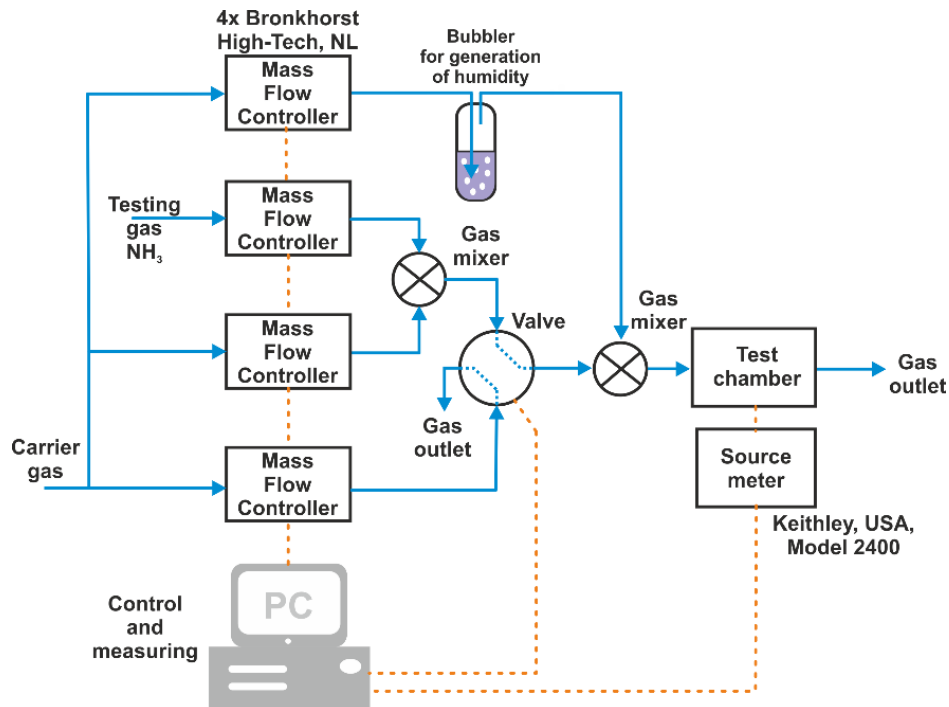 4x Bronkhorst
High-Tech, NL
Mass
Flow
Controller
Bubbler
for generation
of humidity
Testing
gas
NH₃
Mass
Flow
Controller
Gas
mixer
Mass
Flow
Controller
Valve
Gas
mixer
Test
chamber
Gas
outlet
Gas
outlet
Carrier
gas
Mass
Flow
Controller
Source
meter
Keithley, USA,
Model 2400
PC
Control
and
measuring